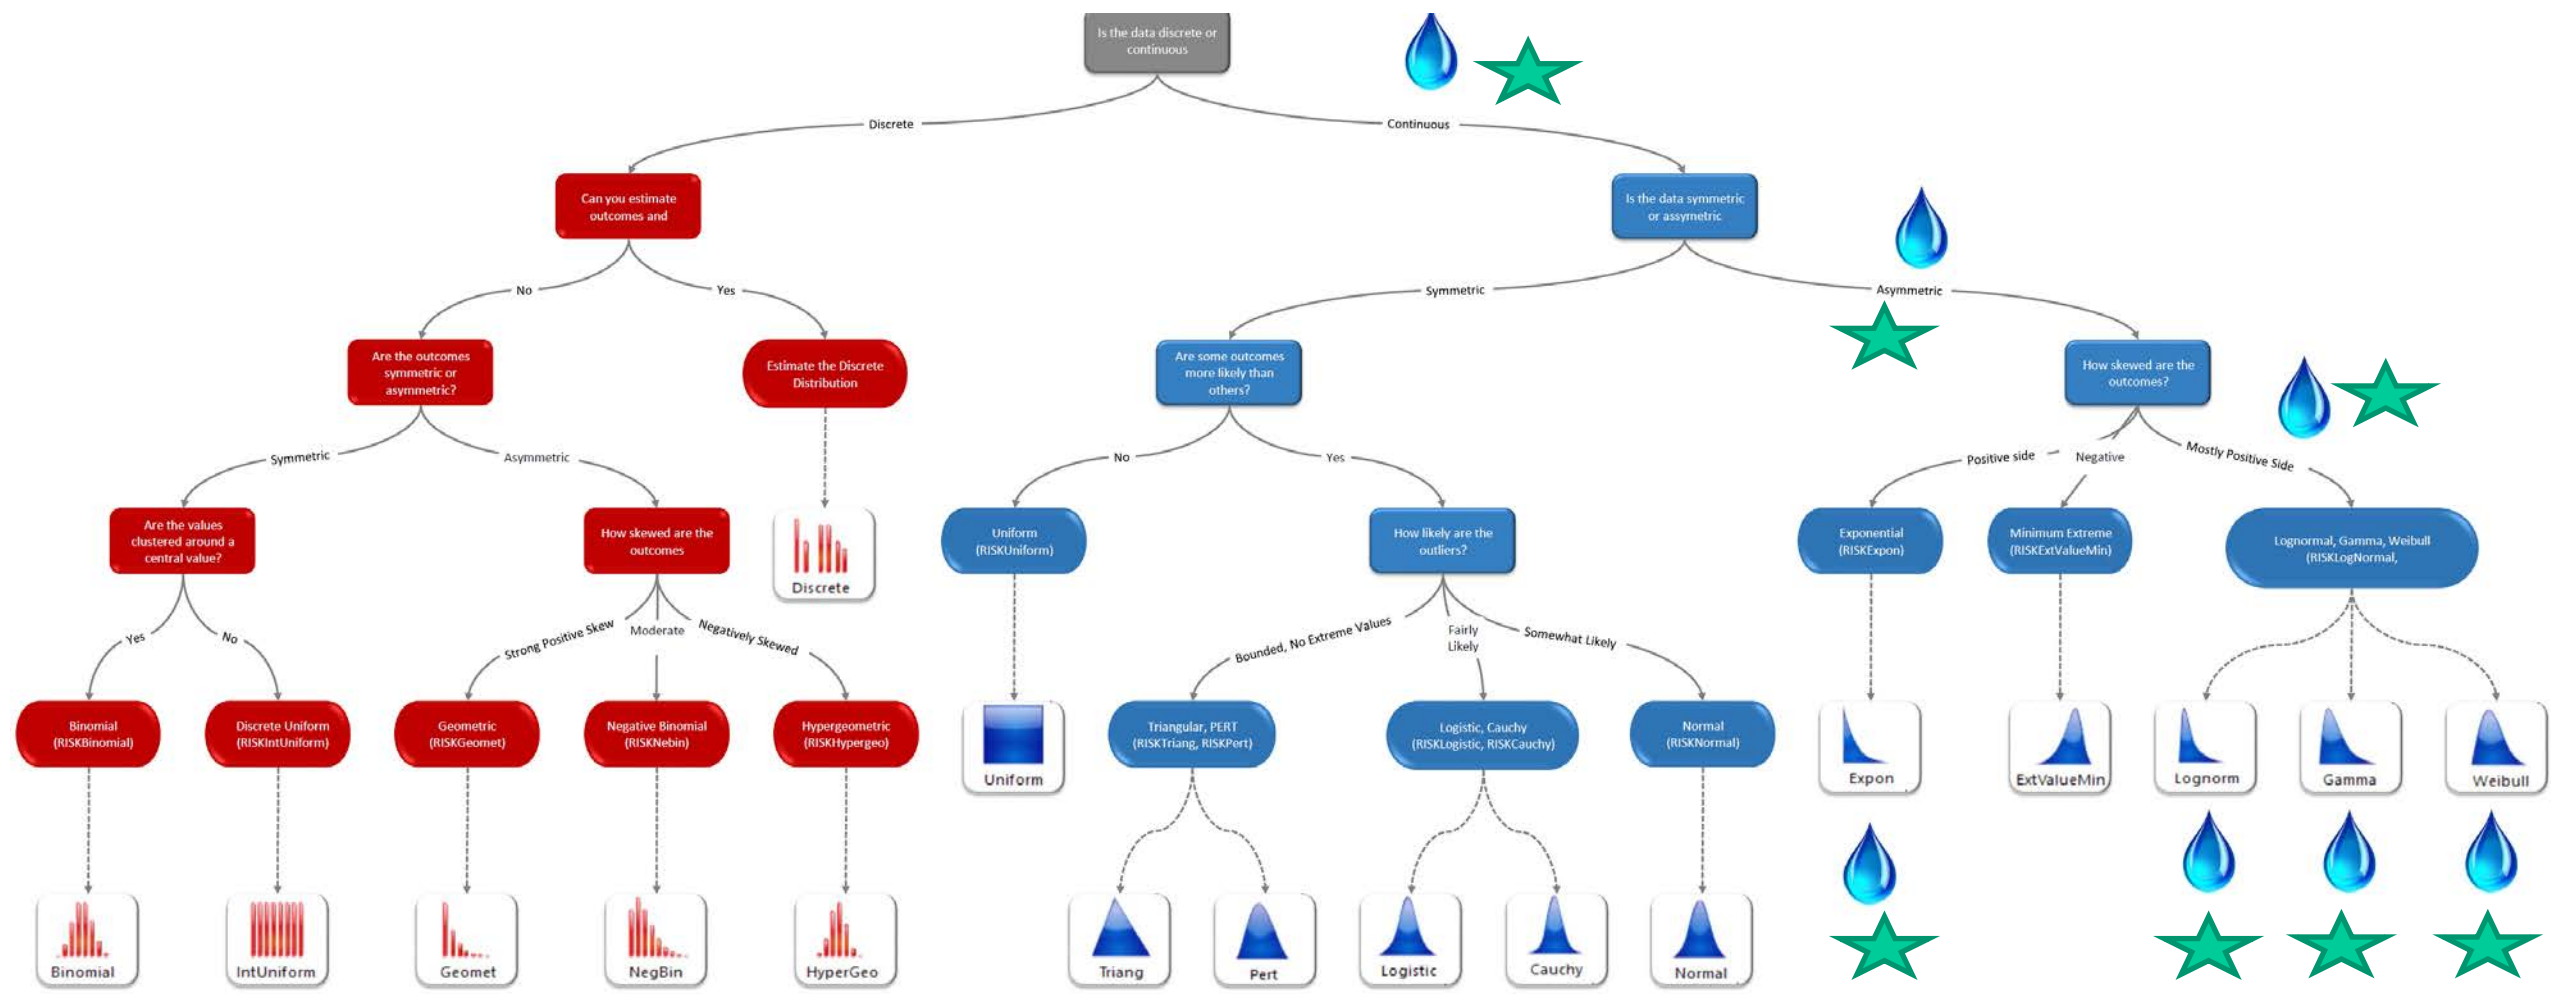 Is the data discrete or
continuous
Discrete
Continuous
Can you estimate
outcomes and
Is the data symmetric
or assymetric
No
Yes
Symmetric
Asymmetric
Are the outcomes
symmetric or
asymmetric?
Estimate the Discrete
Distribution
Are some outcomes
more likely than
others?
How skewed are the
outcomes?
Symmetric
Asymmetric
No
Yes
Positive side
Negative
Mostly Positive Side
Are the values
clustered around a
central value?
How skewed are the
outcomes
Discrete
Uniform
(RISKUniform)
How likely are the
outliers?
Exponential
(RISKExpon)
Minimum Extreme
(RISKExtValueMin)
Lognormal, Gamma, Weibull
(RISKLogNormal,
Yes
No
Strong Positive Skew
Moderate
Negatively Skewed
Bounded, No Extreme Values
Fairly
Likely
Somewhat Likely
Binomial
(RISKBinomial)
Discrete Uniform
(RISKIntUniform)
Geometric
(RISKGeomet)
Negative Binomial
(RISKNebin)
Hypergeometric
(RISKHypergeo)
Uniform
Triangular, PERT
(RISKTriang, RISKPert)
Logistic, Cauchy
(RISKLogistic, RISKCauchy)
Normal
(RISKNormal)
Expon
ExtValueMin
Lognorm
Gamma
Weibull
Binomial
IntUniform
Geomet
NegBin
HyperGeo
Triang
Pert
Logistic
Cauchy
Normal